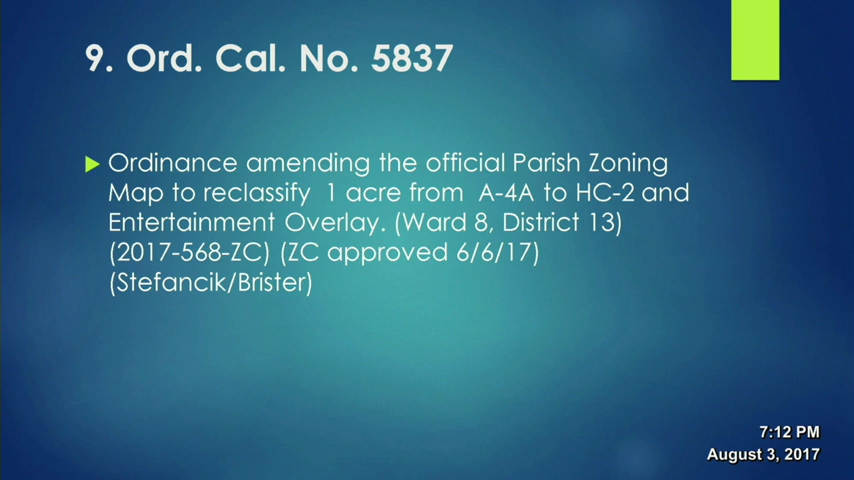 9. Ord. Cal. No. 5837
Ordinance amending the official Parish Zoning
Map to reclassify 1 acre from A-4A to HC-2 and
Entertainment Overlay. (Ward 8, District 13)
(2017-568-ZC) (ZC approved 6/6/17)
(Stefancik/Brister)
7:12 PM
August 3, 2017